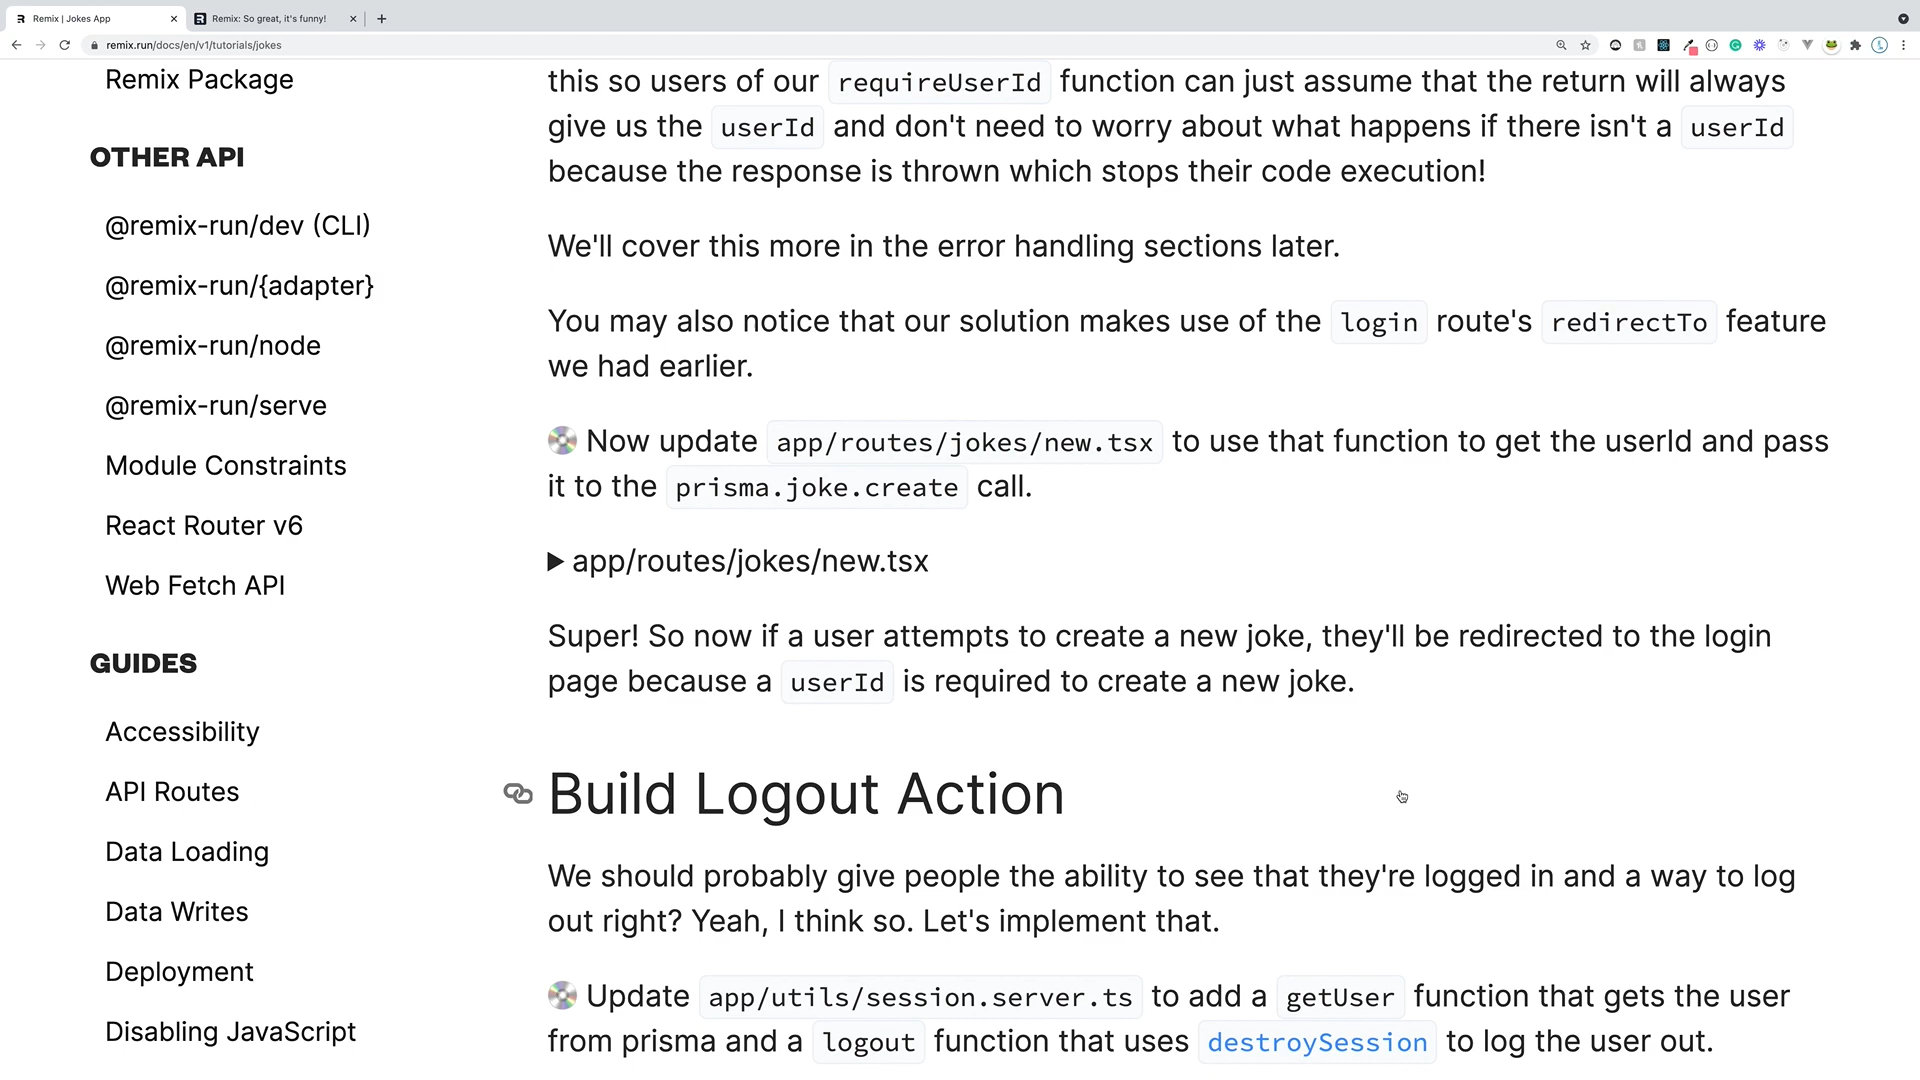 Remix | Jokes App
Remix: So great, it's funny!
remix.run/docs/en/v1/tutorials/jokes
Remix Package
OTHER API
@remix-run/dev (CLI)
@remix-run/{adapter}
@remix-run/node
@remix-run/serve
Module Constraints
React Router v6
Web Fetch API
GUIDES
Accessibility
API Routes
Data Loading
Data Writes
Deployment
Disabling JavaScript
this so users of our requireUserId function can just assume that the return will always
give us the userId and don't need to worry about what happens if there isn't a userId
because the response is thrown which stops their code execution!
We'll cover this more in the error handling sections later.
You may also notice that our solution makes use of the login route's redirectTo feature
we had earlier.
💿 Now update app/routes/jokes/new.tsx to use that function to get the userId and pass
it to the prisma.joke.create call.
▶ app/routes/jokes/new.tsx
Super! So now if a user attempts to create a new joke, they'll be redirected to the login
page because a userId is required to create a new joke.
Build Logout Action
We should probably give people the ability to see that they're logged in and a way to log
out right? Yeah, I think so. Let's implement that.
💿 Update app/utils/session.server.ts to add a getUser function that gets the user
from prisma and a logout function that uses destroySession to log the user out.